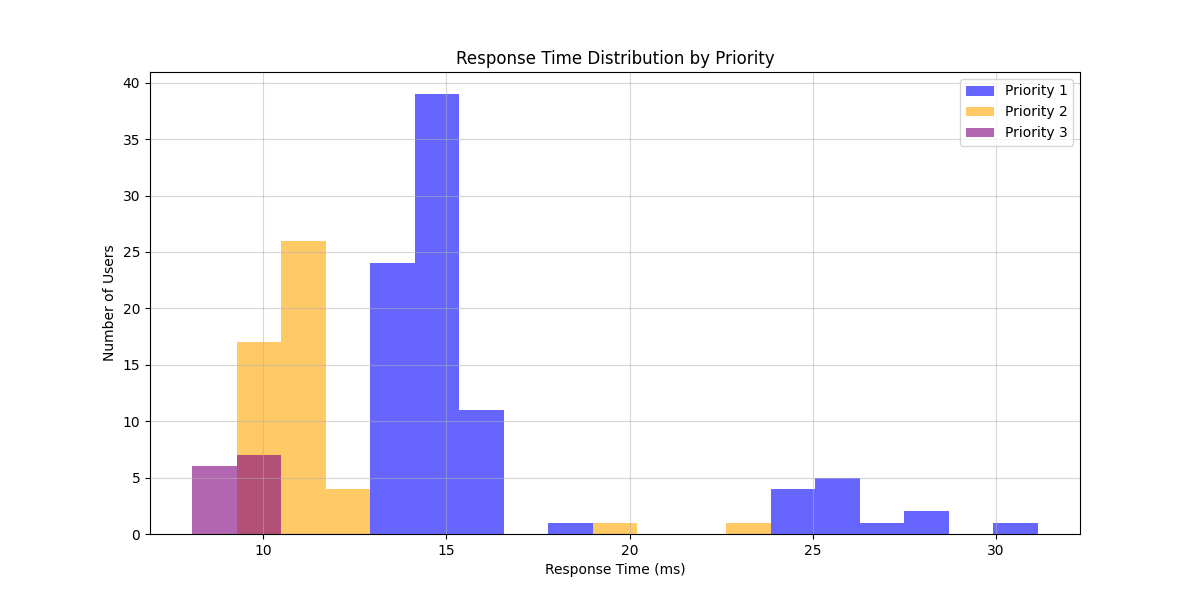 Response Time Distribution by Priority
Priority 1
Priority 2
Priority 3
Number of Users
40
35
30
25
20
15
10
5
0
10 15 20 25 30
Response Time (ms)